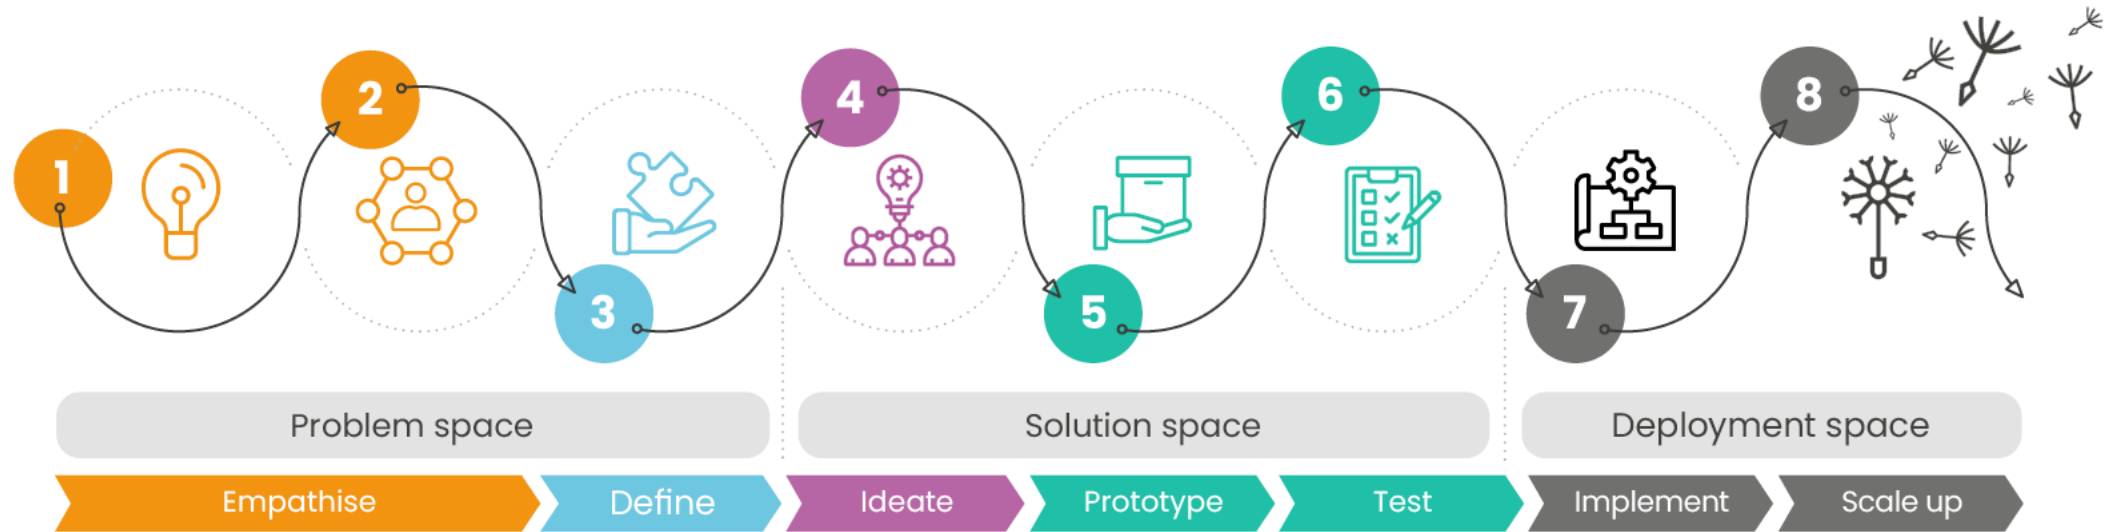 1
2
3
4
5
6
7
8
Problem space
Solution space
Deployment space
Empathise
Define
Ideate
Prototype
Test
Implement
Scale up